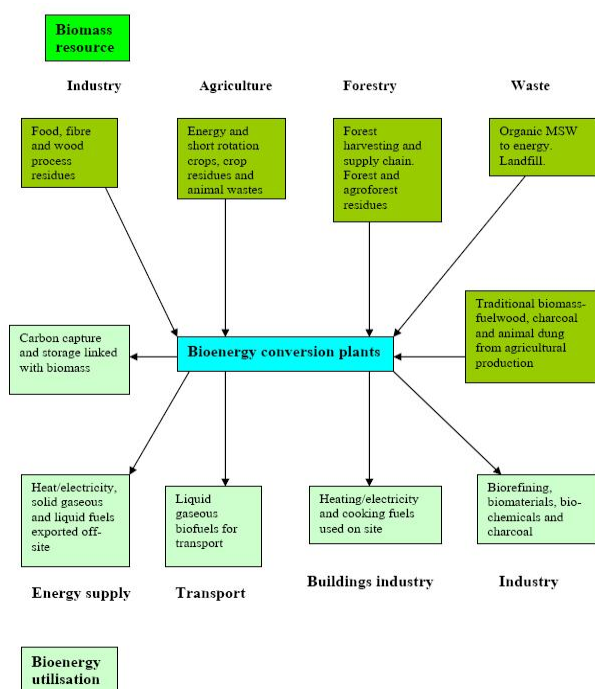 Biomass
resource
Industry
Agriculture
Forestry
Waste
Food, fibre
and wood
process
residues
Energy and
short rotation
crops, crop
residues and
animal wastes
Forest
harvesting and
supply chain.
Forest and
agroforest
residues
Organic MSW
to energy.
Landfill.
Traditional biomass-
fuelwood, charcoal
and animal dung
from agricultural
production
Carbon capture
and storage linked
with biomass
Bioenergy conversion plants
Heat/electricity,
solid gaseous
and liquid fuels
exported off-
site
Liquid
gaseous
biofuels for
transport
Heating/electricity
and cooking fuels
used on site
Biorefining,
biomaterials, bio-
chemicals and
charcoal
Energy supply
Transport
Buildings industry
Industry
Bioenergy
utilisation